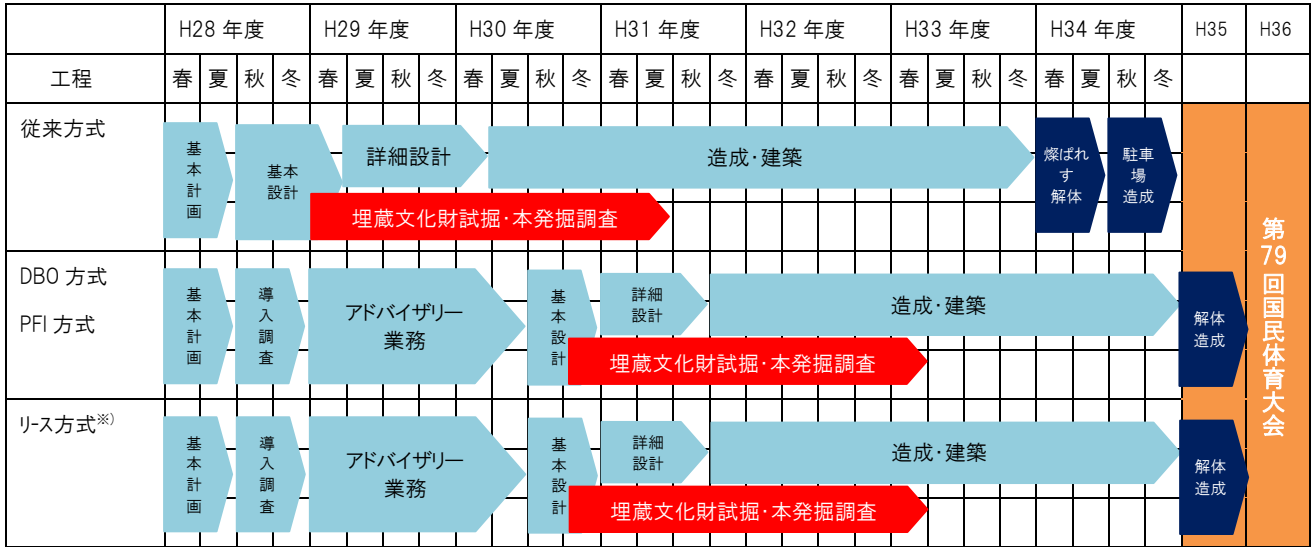 H28 年度 H29 年度 H30 年度 H31 年度 H32 年度 H33 年度 H34 年度 H35 H36
工程 春 夏 秋 冬 春 夏 秋 冬 春 夏 秋 冬 春 夏 秋 冬 春 夏 秋 冬 春 夏 秋 冬 春 夏 秋 冬
従来方式
基本計画
基本
設計
詳細設計
造成・建築
燦ぱれ
す
解体
駐車
場
造成
埋蔵文化財試掘・本発掘調査
DBO 方式
PFI 方式
基本計画
導入調査
アドバイザリー
業務
基本設計
詳細
設計
造成・建築
解体
造成
埋蔵文化財試掘・本発掘調査
リース方式※)
基本計画
導入調査
アドバイザリー
業務
基本設計
詳細
設計
造成・建築
解体
造成
埋蔵文化財試掘・本発掘調査
第79回国民体育大会